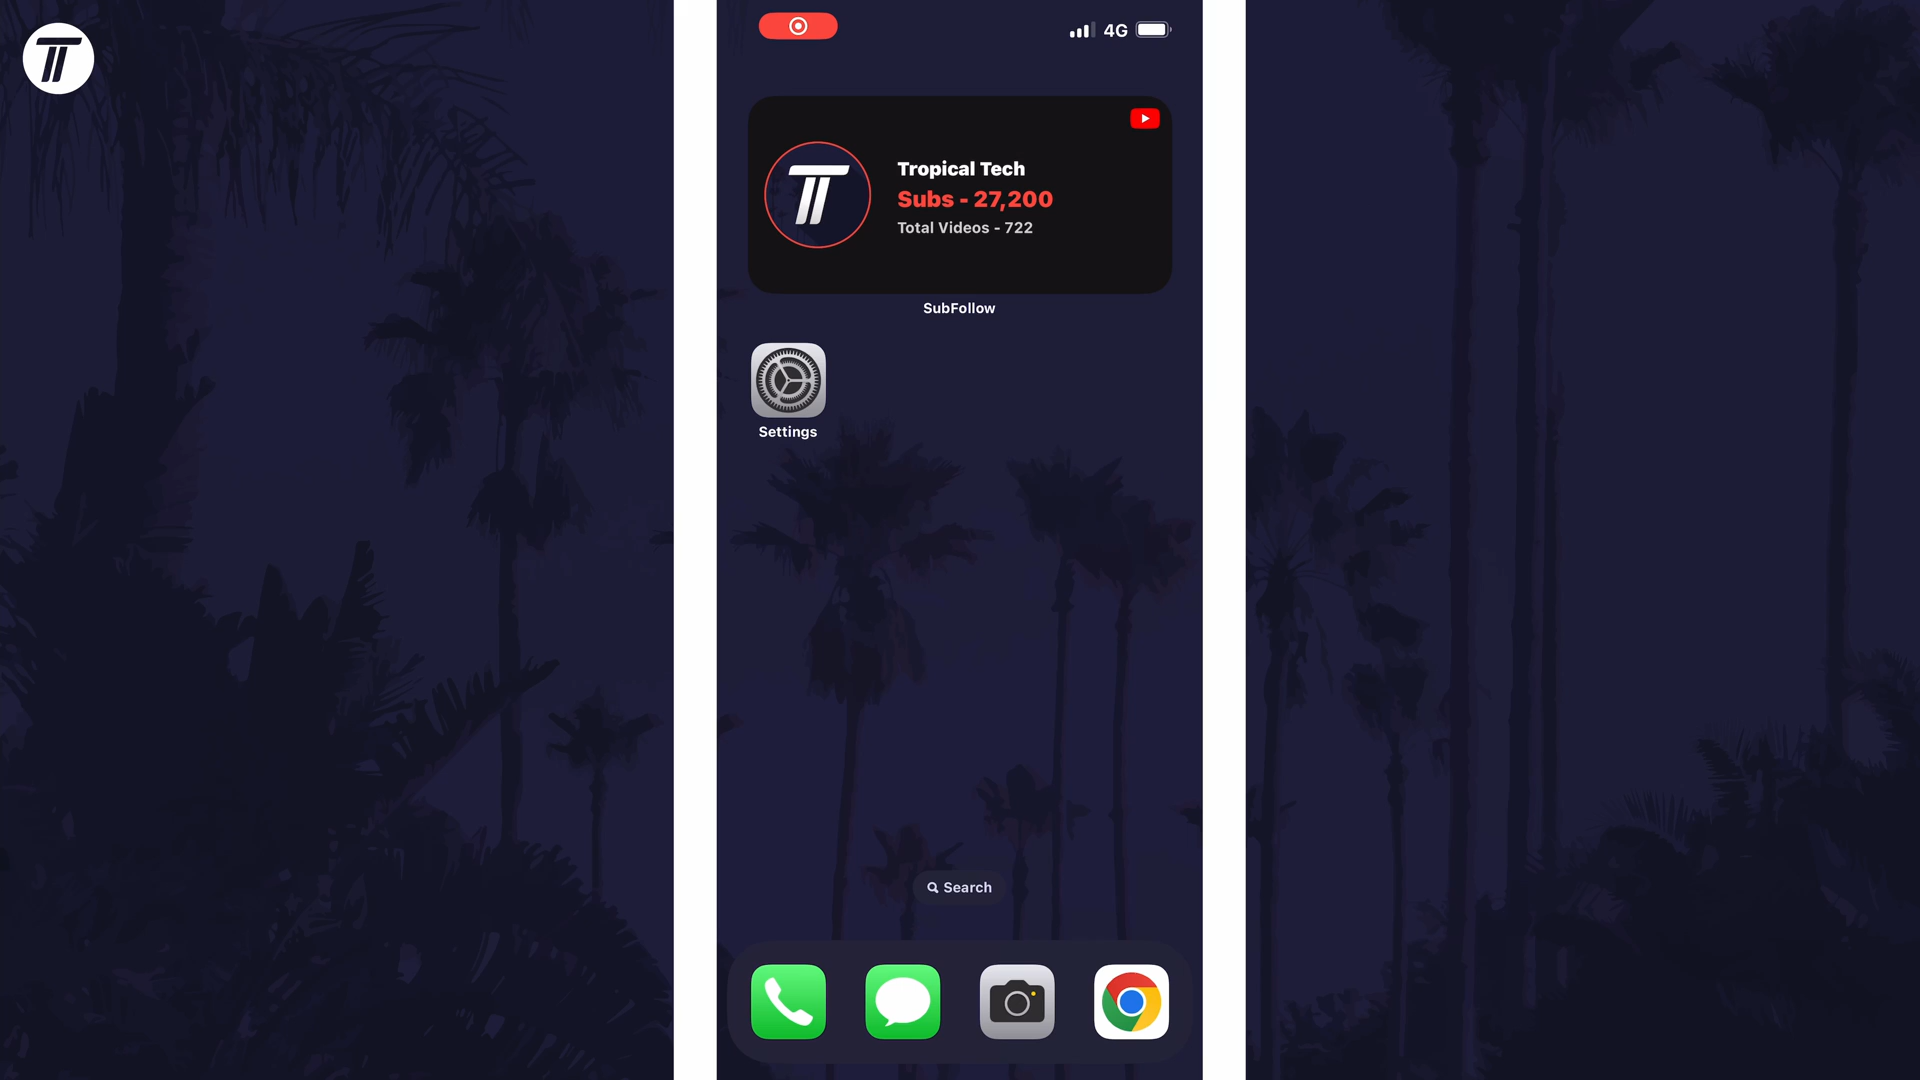 4G
Tropical Tech
Subs - 27,200
Total Videos - 722
SubFollow
Settings
Search